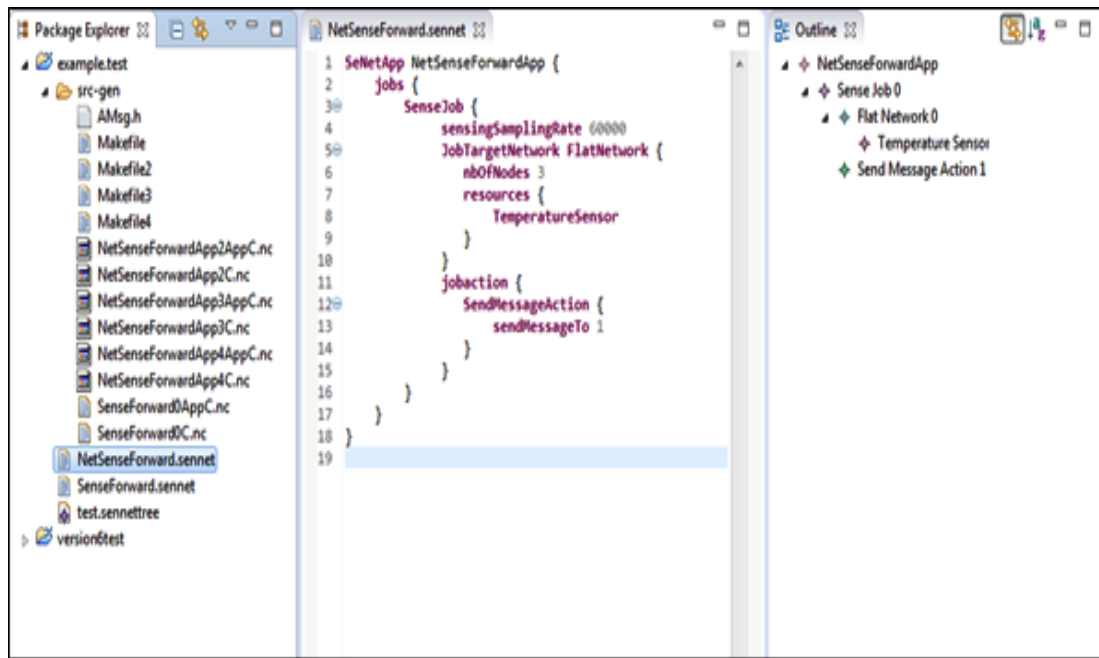 Package Explorer
example.test
src-gen
AMsg.h
Makefile
Makefile2
Makefile3
Makefile4
NetSenseForwardApp2AppC.nc
NetSenseForwardApp2C.nc
NetSenseForwardApp3AppC.nc
NetSenseForwardApp3C.nc
NetSenseForwardApp4AppC.nc
NetSenseForwardApp4C.nc
SenseForward0AppC.nc
SenseForward0C.nc
NetSenseForward.sennet
SenseForward.sennet
test.sennettree
version6test
NetSenseForward.sennet
1 SeNetApp NetSenseForwardApp {
2 jobs {
3 SenseJob {
4 sensingSamplingRate 60000
5 JobTargetNetwork FlatNetwork {
6 nbOfNodes 3
7 resources {
8 TemperatureSensor
9 }
10 }
11 jobaction {
12 SendMessageAction {
13 sendMessageTo 1
14 }
15 }
16 }
17 }
18 }
19
Outline
NetSenseForwardApp
Sense Job 0
Flat Network 0
Temperature Sensor
Send Message Action 1